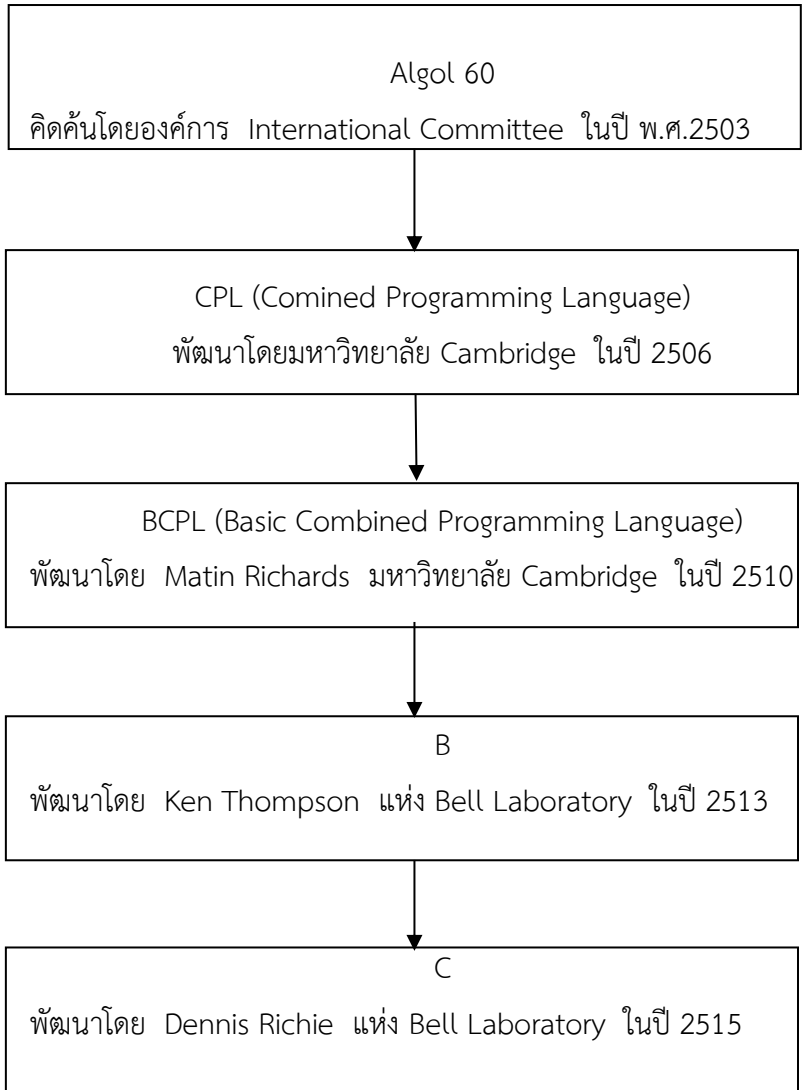 Algol 60
คิดค้นโดยองค์การ International Committee ในปี พ.ศ.2503
CPL (Comined Programming Language)
พัฒนาโดยมหาวิทยาลัย Cambridge ในปี 2506
BCPL (Basic Combined Programming Language)
พัฒนาโดย Matin Richards มหาวิทยาลัย Cambridge ในปี 2510
B
พัฒนาโดย Ken Thompson แห่ง Bell Laboratory ในปี 2513
C
พัฒนาโดย Dennis Richie แห่ง Bell Laboratory ในปี 2515